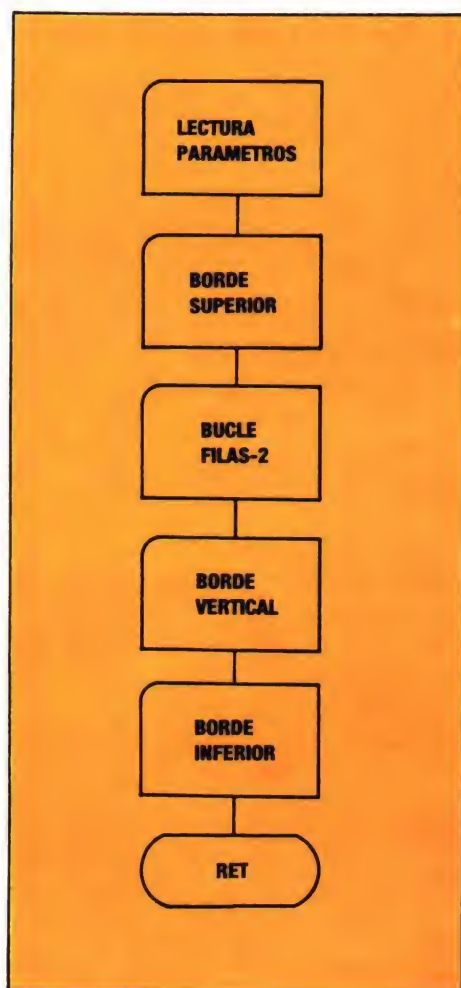 LECTURA
PARAMETROS
BORDE
SUPERIOR
BUCLE
FILAS-2
BORDE
VERTICAL
BORDE
INFERIOR
RET